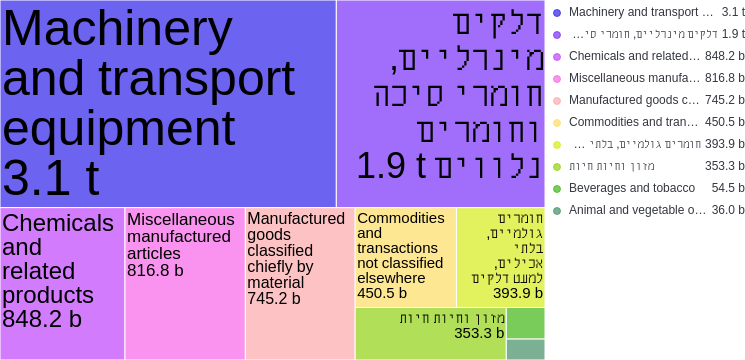 Machinery
and transport
equipment
3.1 t
דלקים
מינרליים,
חומרי סיכה
וחומרים
נלווים 1.9 t
Chemicals
and
related
products
848.2 b
Miscellaneous
manufactured
articles
816.8 b
Manufactured
goods
classified
chiefly by
material
745.2 b
Commodities
and
transactions
not classified
elsewhere
450.5 b
חומרים
גולמיים,
בלתי
אכילים,
למעט דלקים
393.9 b
מזון וחיות חיות
353.3 b
Machinery and transport … 3.1 t
דלקים מינרליים, חומרי סי… 1.9 t
Chemicals and related… 848.2 b
Miscellaneous manufa… 816.8 b
Manufactured goods c… 745.2 b
Commodities and tran… 450.5 b
חומרים גולמיים, בלתי … 393.9 b
מזון וחיות חיות 353.3 b
Beverages and tobacco 54.5 b
Animal and vegetable o… 36.0 b